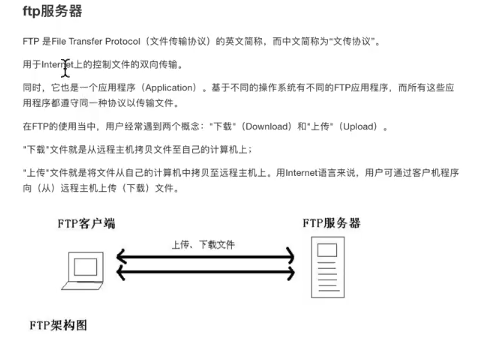 ftp服务器
FTP 是File Transfer Protocol（文件传输协议）的英文简称，而中文简称为“文传协议”。
用于Internet上的控制文件的双向传输。
同时，它也是一个应用程序（Application）。基于不同的操作系统有不同的FTP应用程序，而所有这些应
用程序都遵守同一种协议以传输文件。
在FTP的使用当中，用户经常遇到两个概念："下载"（Download）和"上传"（Upload）。
"下载"文件就是从远程主机拷贝文件至自己的计算机上；
"上传"文件就是将文件从自己的计算机中拷贝至远程主机上。用Internet语言来说，用户可通过客户机程序
向（从）远程主机上传（下载）文件。
FTP客户端
FTP服务器
上传、下载文件
FTP架构图